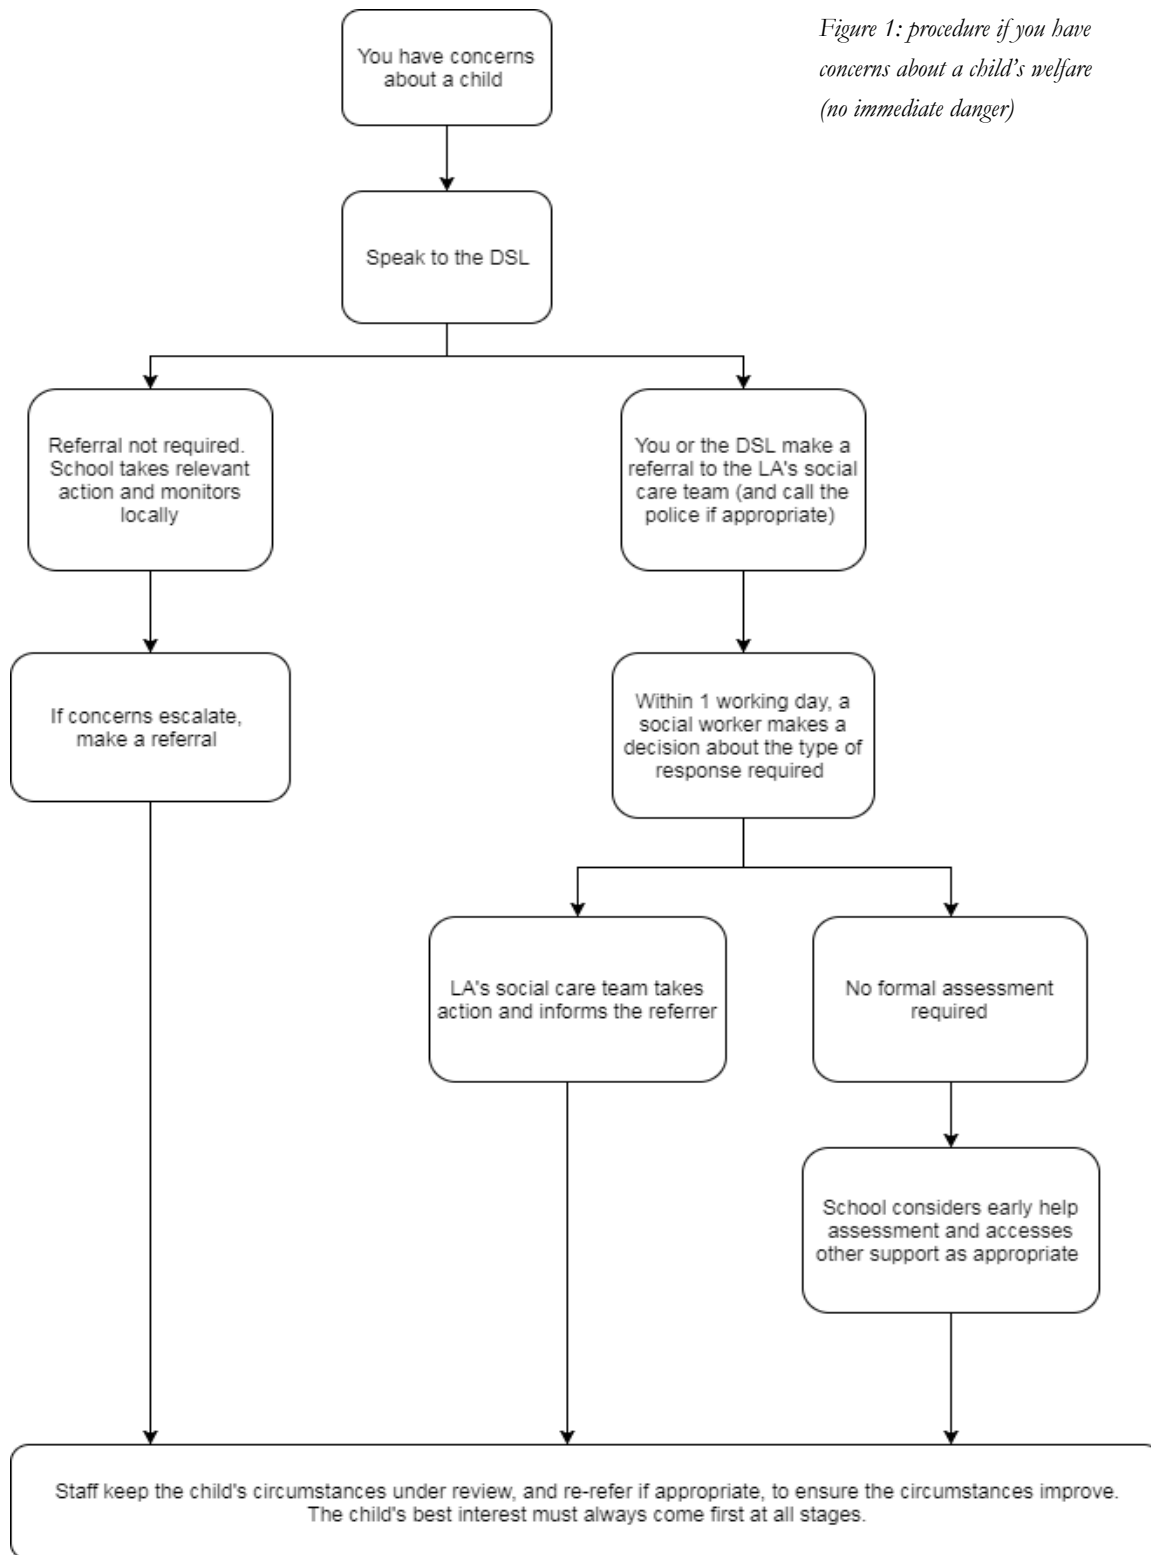 Figure 1: procedure if you have
concerns about a child's welfare
(no immediate danger)
You have concerns
about a child
Speak to the DSL
Referral not required.
School takes relevant
action and monitors
locally
You or the DSL make a
referral to the LA's social
care team (and call the
police if appropriate)
If concerns escalate,
make a referral
Within 1 working day, a
social worker makes a
decision about the type of
response required
LA's social care team takes
action and informs the referrer
No formal assessment
required
School considers early help
assessment and accesses
other support as appropriate
Staff keep the child's circumstances under review, and re-refer if appropriate, to ensure the circumstances improve.
The child's best interest must always come first at all stages.